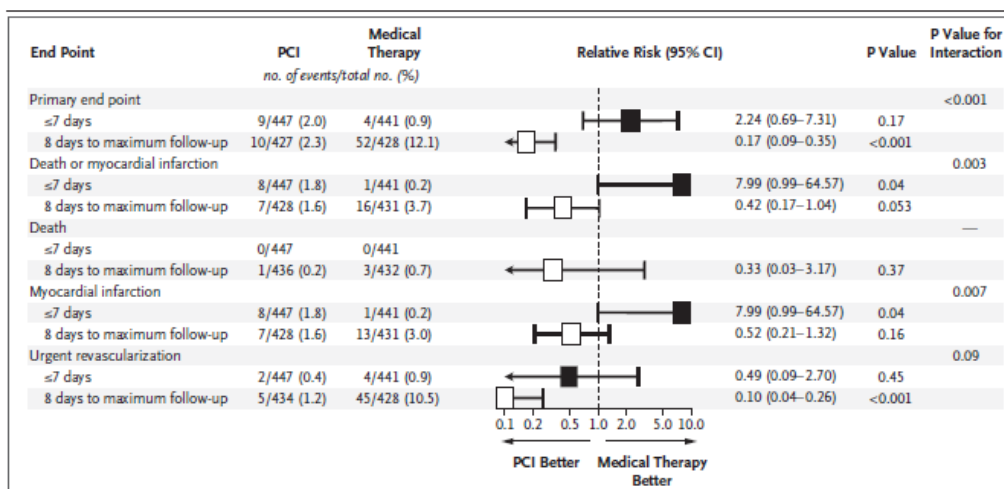 End Point PCI Medical Therapy Relative Risk (95% CI) P Value P Value for Interaction
no. of events/total no. (%)
Primary end point <0.001
≤7 days 9/447 (2.0) 4/441 (0.9) 2.24 (0.69–7.31) 0.17
8 days to maximum follow-up 10/427 (2.3) 52/428 (12.1) 0.17 (0.09–0.35) <0.001
Death or myocardial infarction 0.003
≤7 days 8/447 (1.8) 1/441 (0.2) 7.99 (0.99–64.57) 0.04
8 days to maximum follow-up 7/428 (1.6) 16/431 (3.7) 0.42 (0.17–1.04) 0.053
Death —
≤7 days 0/447 0/441
8 days to maximum follow-up 1/436 (0.2) 3/432 (0.7) 0.33 (0.03–3.17) 0.37
Myocardial infarction 0.007
≤7 days 8/447 (1.8) 1/441 (0.2) 7.99 (0.99–64.57) 0.04
8 days to maximum follow-up 7/428 (1.6) 13/431 (3.0) 0.52 (0.21–1.32) 0.16
Urgent revascularization 0.09
≤7 days 2/447 (0.4) 4/441 (0.9) 0.49 (0.09–2.70) 0.45
8 days to maximum follow-up 5/434 (1.2) 45/428 (10.5) 0.10 (0.04–0.26) <0.001
0.1 0.2 0.5 1.0 2.0 5.0 10.0
PCI Better Medical Therapy
Better